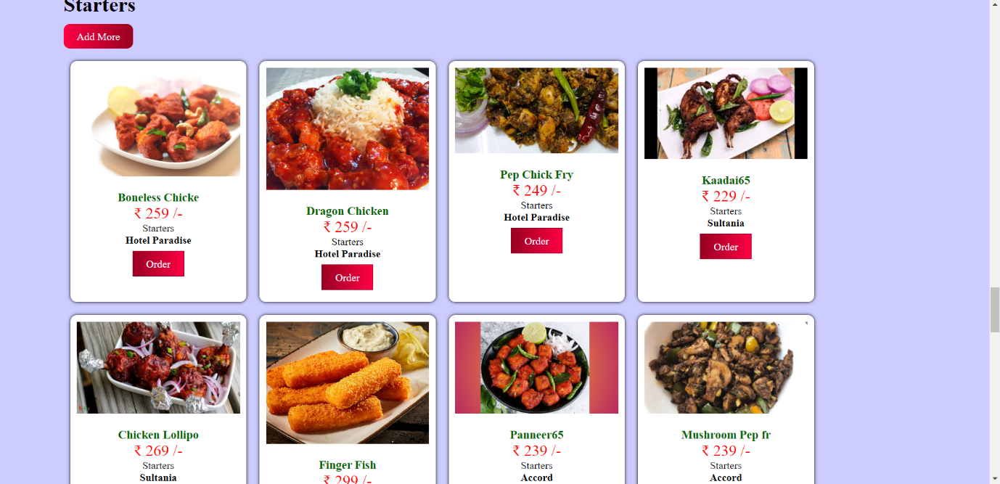 Starters
Add More
Boneless Chicke
₹ 259 /-
Starters
Hotel Paradise
Order
Dragon Chicken
₹ 259 /-
Starters
Hotel Paradise
Order
Pep Chick Fry
₹ 249 /-
Starters
Hotel Paradise
Order
Kaadai65
₹ 229 /-
Starters
Sultania
Order
Chicken Lollipo
₹ 269 /-
Starters
Sultania
Finger Fish
₹ 299 /-
Panneer65
₹ 239 /-
Starters
Accord
Mushroom Pep fr
₹ 239 /-
Starters
Accord